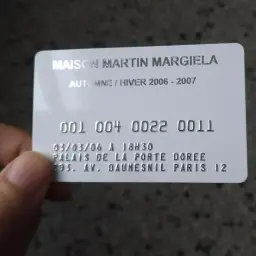 MAISON MARTIN MARGIELA
AUTOMNE / HIVER 2006 - 2007
001 004 0022 0011
03/03/06 A 18H30
PALAIS DE LA PORTE DOREE
293. AV. DAUMESNIL PARIS 12